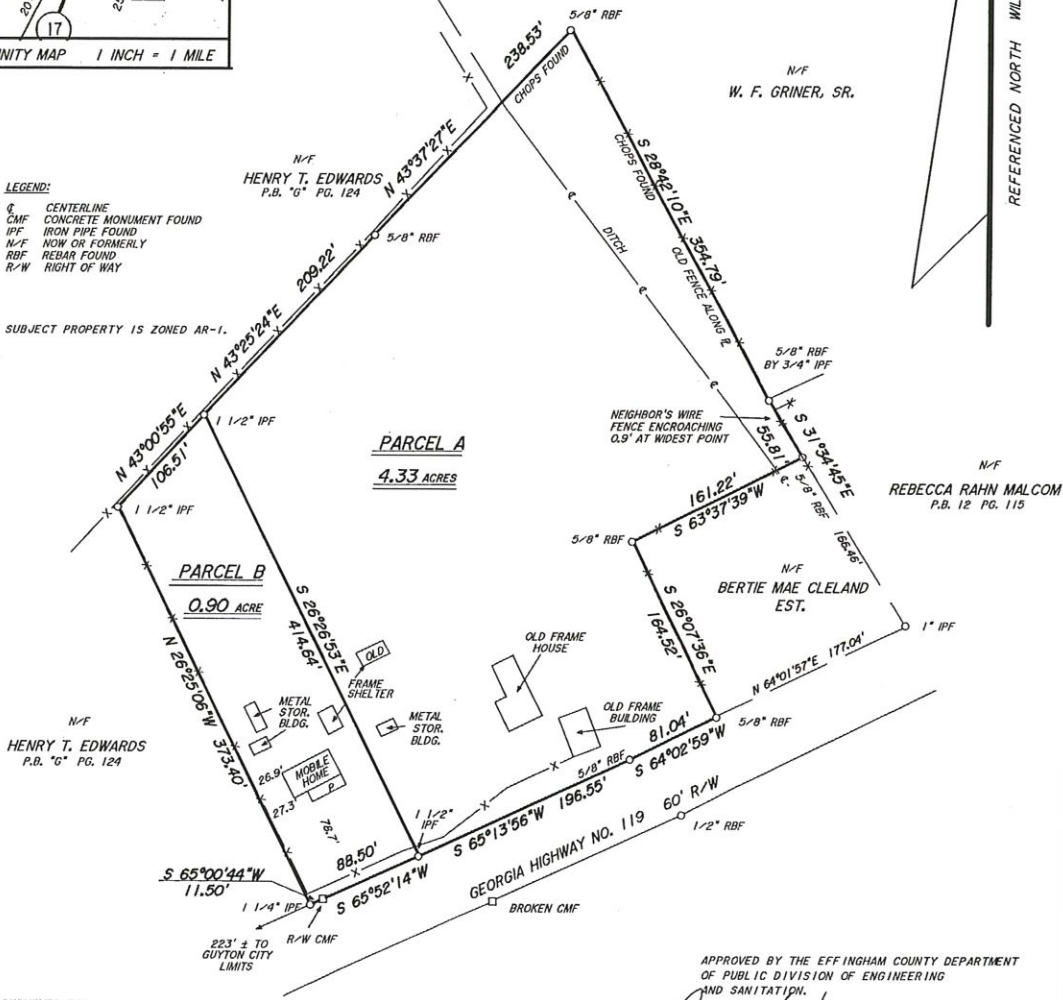 20
25
17
NITY MAP 1 INCH = 1 MILE
5/8" RBF
238.53'
CHOPS FOUND
N/F
W. F. GRINER, SR.
REFERENCED NORTH WIL
N/F
HENRY T. EDWARDS
P.B. "G" PG. 124
N 43°37'27"E
LEGEND:
℄ CENTERLINE
CMF CONCRETE MONUMENT FOUND
IPF IRON PIPE FOUND
N/F NOW OR FORMERLY
RBF REBAR FOUND
R/W RIGHT OF WAY
5/8" RBF
S 28°42'10"E 354.79'
CHOPS FOUND
OLD FENCE ALONG ℄
DITCH
209.22'
N 43°25'24"E
SUBJECT PROPERTY IS ZONED AR-1.
5/8" RBF
BY 3/4" IPF
N 43°00'55"E
106.51'
1 1/2" IPF
PARCEL A
4.33 ACRES
NEIGHBOR'S WIRE
FENCE ENCROACHING
0.9' AT WIDEST POINT
55.81'
S 31°34'45"E
N/F
REBECCA RAHN MALCOM
P.B. 12 PG. 115
1 1/2" IPF
161.22'
S 63°37'39"W
5/8" RBF
5/8" RBF
166.46'
PARCEL B
0.90 ACRE
N/F
BERTIE MAE CLELAND
EST.
S 26°26'53"E
414.64'
S 26°07'36"E
164.52'
1" IPF
N 64°01'57"E 177.04'
N 26°25'06"W 373.40'
OLD
FRAME
SHELTER
OLD FRAME
HOUSE
METAL
STOR.
BLDG.
METAL
STOR.
BLDG.
OLD FRAME
BUILDING
81.04'
5/8" RBF
N/F
HENRY T. EDWARDS
P.B. "G" PG. 124
26.9'
MOBILE
HOME
P
27.3'
78.7'
5/8" RBF
S 64°02'59"W
1 1/2"
IPF
S 65°13'56"W 196.55'
GEORGIA HIGHWAY NO. 119 60' R/W
1/2" RBF
88.50'
S 65°52'14"W
S 65°00'44"W
11.50'
1 1/4" IPF
R/W CMF
BROKEN CMF
223' ± TO
GUYTON CITY
LIMITS
APPROVED BY THE EFFINGHAM COUNTY DEPARTMENT
OF PUBLIC DIVISION OF ENGINEERING
AND SANITATION.